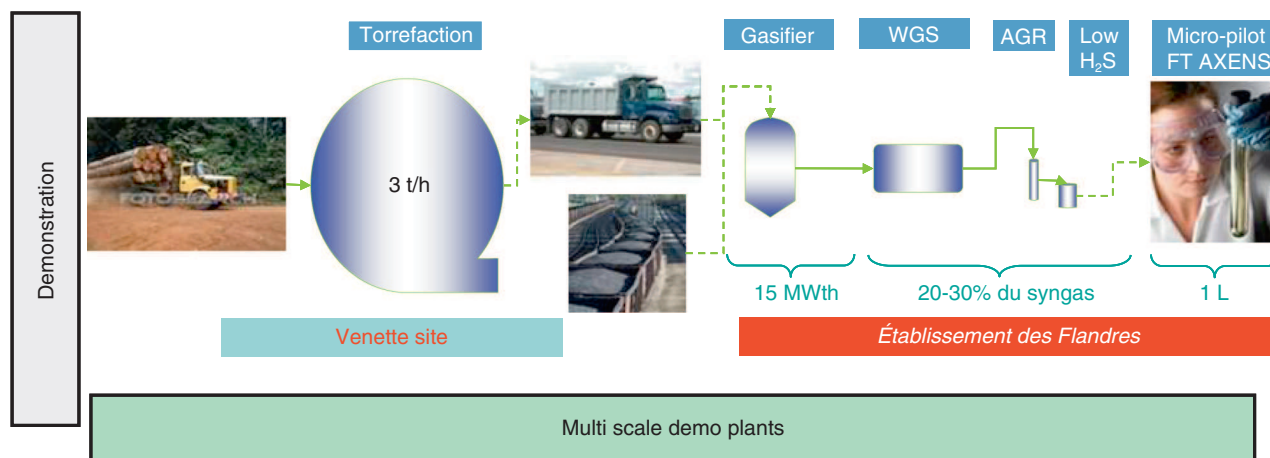 Demonstration
Torrefaction
Gasifier
WGS
AGR
Low
H₂S
Micro-pilot
FT AXENS
FOTOSEARCH
3 t/h
15 MWth
20-30% du syngas
1 L
Venette site
Établissement des Flandres
Multi scale demo plants